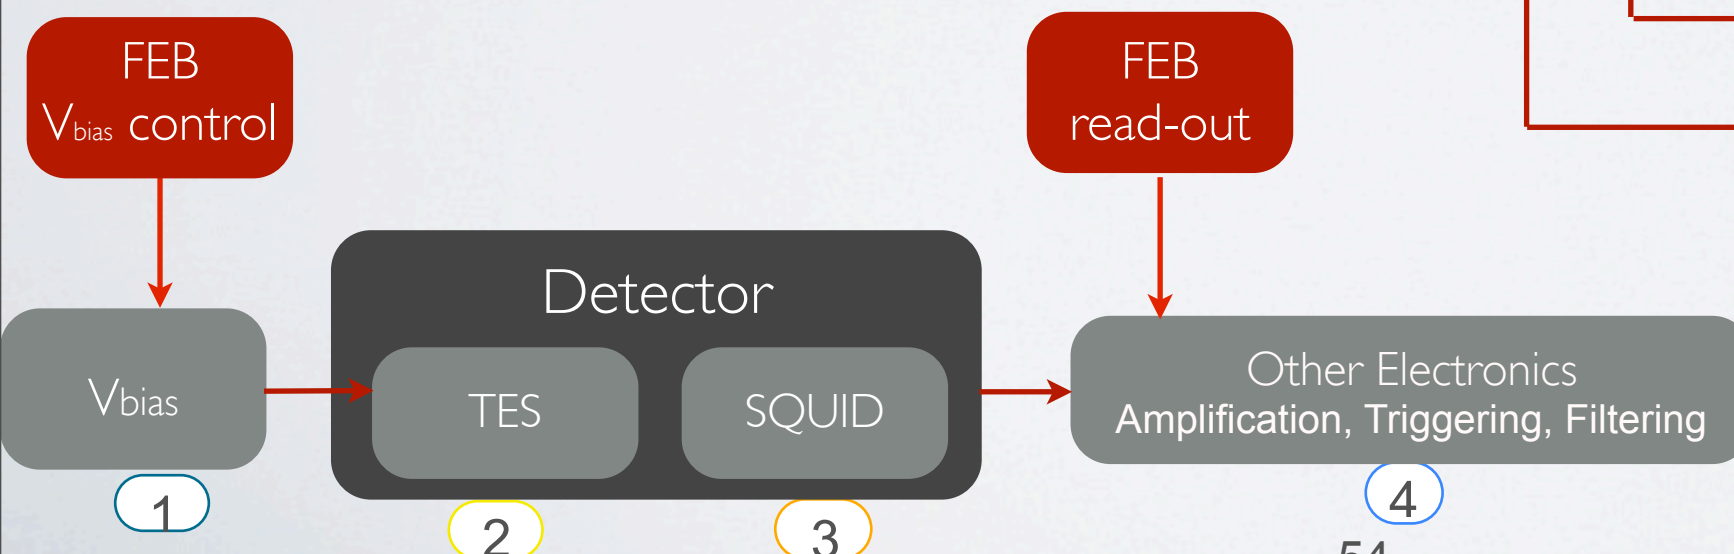 FEB
Vbias control
FEB
read-out
Detector
Vbias
TES
SQUID
Other Electronics
Amplification, Triggering, Filtering
1
2
3
4
54